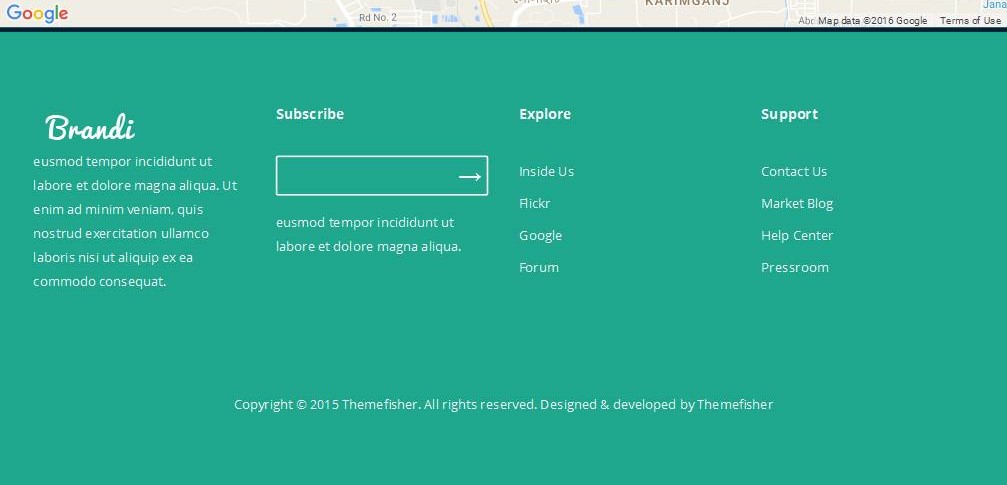 Google
Rd No. 2
KARIMGANJ
Jana
Map data ©2016 Google
Terms of Use
Brandi
eusmod tempor incididunt ut
labore et dolore magna aliqua. Ut
enim ad minim veniam, quis
nostrud exercitation ullamco
laboris nisi ut aliquip ex ea
commodo consequat.
Subscribe
eusmod tempor incididunt ut
labore et dolore magna aliqua.
Explore
Inside Us
Flickr
Google
Forum
Support
Contact Us
Market Blog
Help Center
Pressroom
Copyright © 2015 Themefisher. All rights reserved. Designed & developed by Themefisher